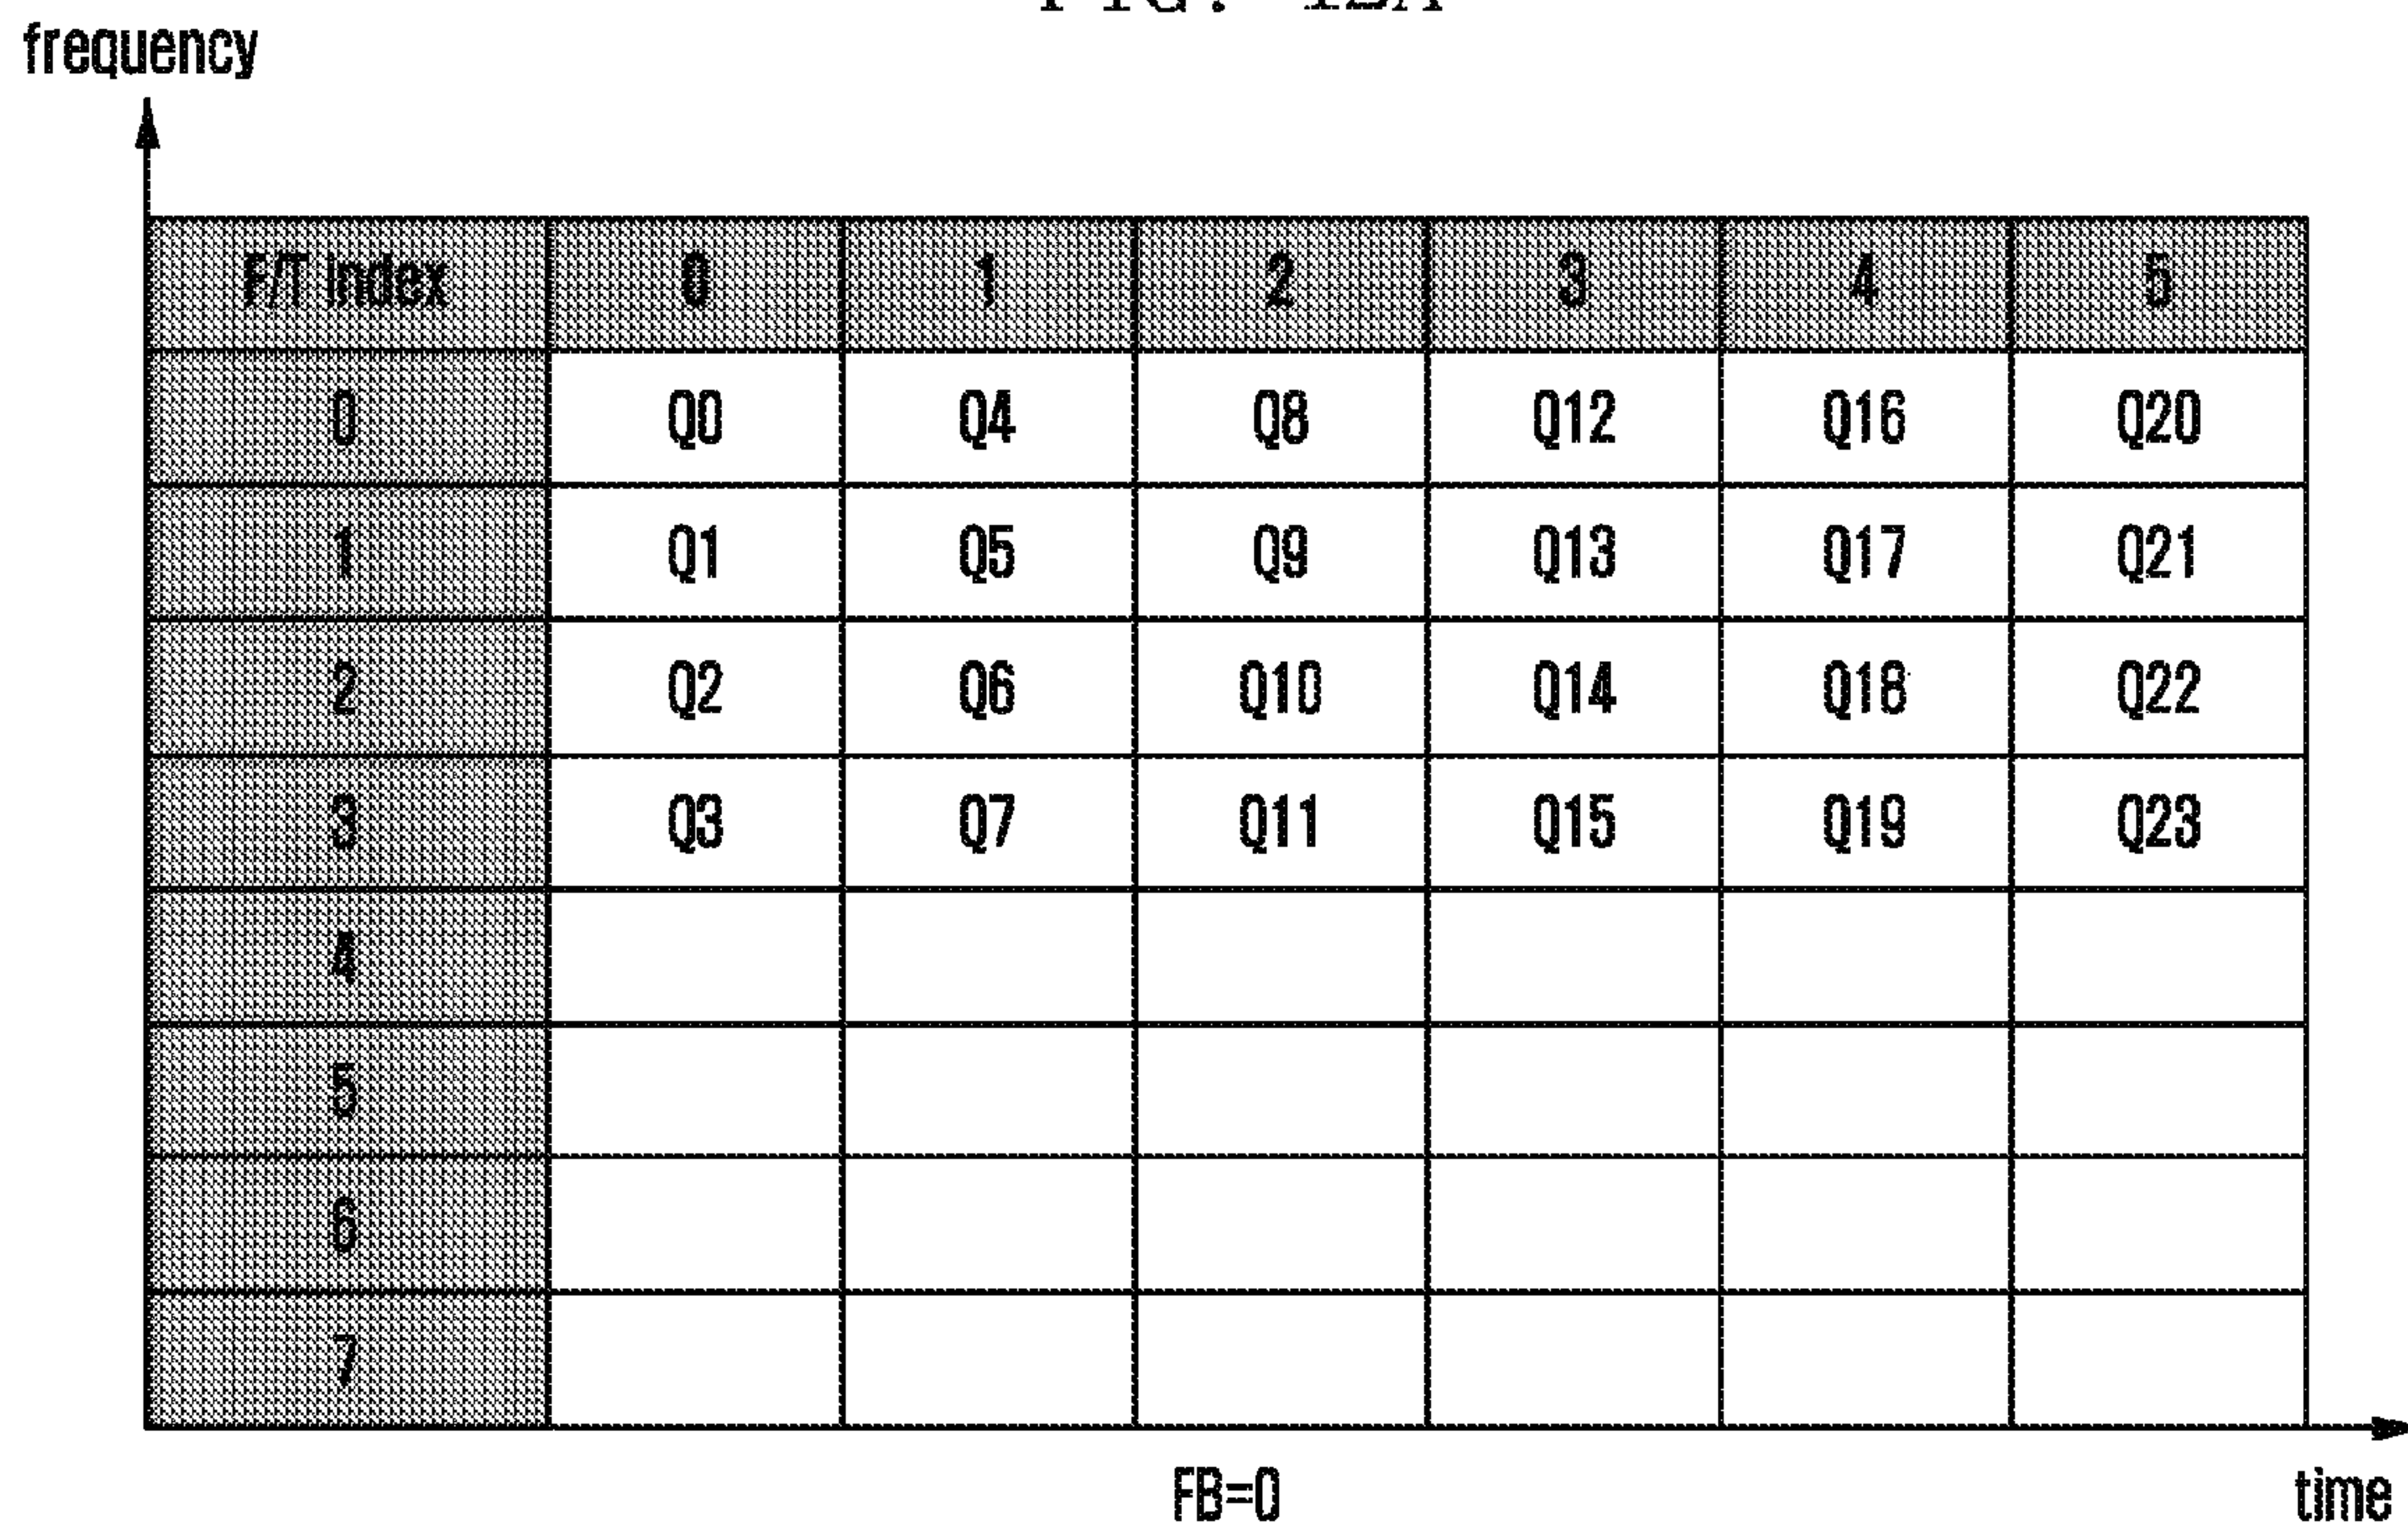 frequency
F/T index 0 1 2 3 4 5
0 Q0 Q4 Q8 Q12 Q16 Q20
1 Q1 Q5 Q9 Q13 Q17 Q21
2 Q2 Q6 Q10 Q14 Q18 Q22
3 Q3 Q7 Q11 Q15 Q19 Q23
4
5
6
7
FB=0
time